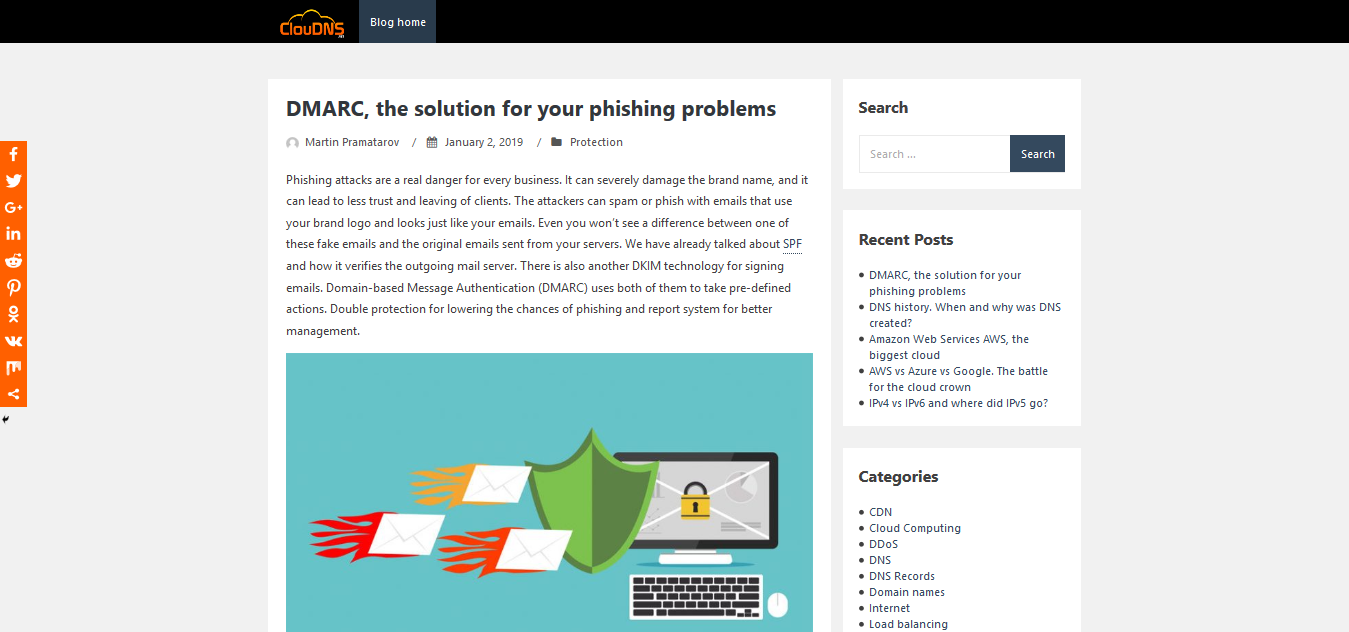 ClouDNS
.NET
Blog home
DMARC, the solution for your phishing problems
Martin Pramatarov / January 2, 2019 / Protection
Phishing attacks are a real danger for every business. It can severely damage the brand name, and it
can lead to less trust and leaving of clients. The attackers can spam or phish with emails that use
your brand logo and looks just like your emails. Even you won’t see a difference between one of
these fake emails and the original emails sent from your servers. We have already talked about SPF
and how it verifies the outgoing mail server. There is also another DKIM technology for signing
emails. Domain-based Message Authentication (DMARC) uses both of them to take pre-defined
actions. Double protection for lowering the chances of phishing and report system for better
management.
Search
Search ...
Search
Recent Posts
DMARC, the solution for your
phishing problems
DNS history. When and why was DNS
created?
Amazon Web Services AWS, the
biggest cloud
AWS vs Azure vs Google. The battle
for the cloud crown
IPv4 vs IPv6 and where did IPv5 go?
Categories
CDN
Cloud Computing
DDoS
DNS
DNS Records
Domain names
Internet
Load balancing